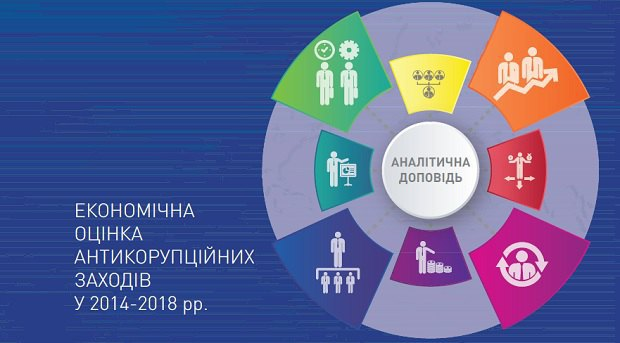 АНАЛІТИЧНА
ДОПОВІДЬ
ЕКОНОМІЧНА
ОЦІНКА
АНТИКОРУПЦІЙНИХ
ЗАХОДІВ
У 2014-2018 рр.